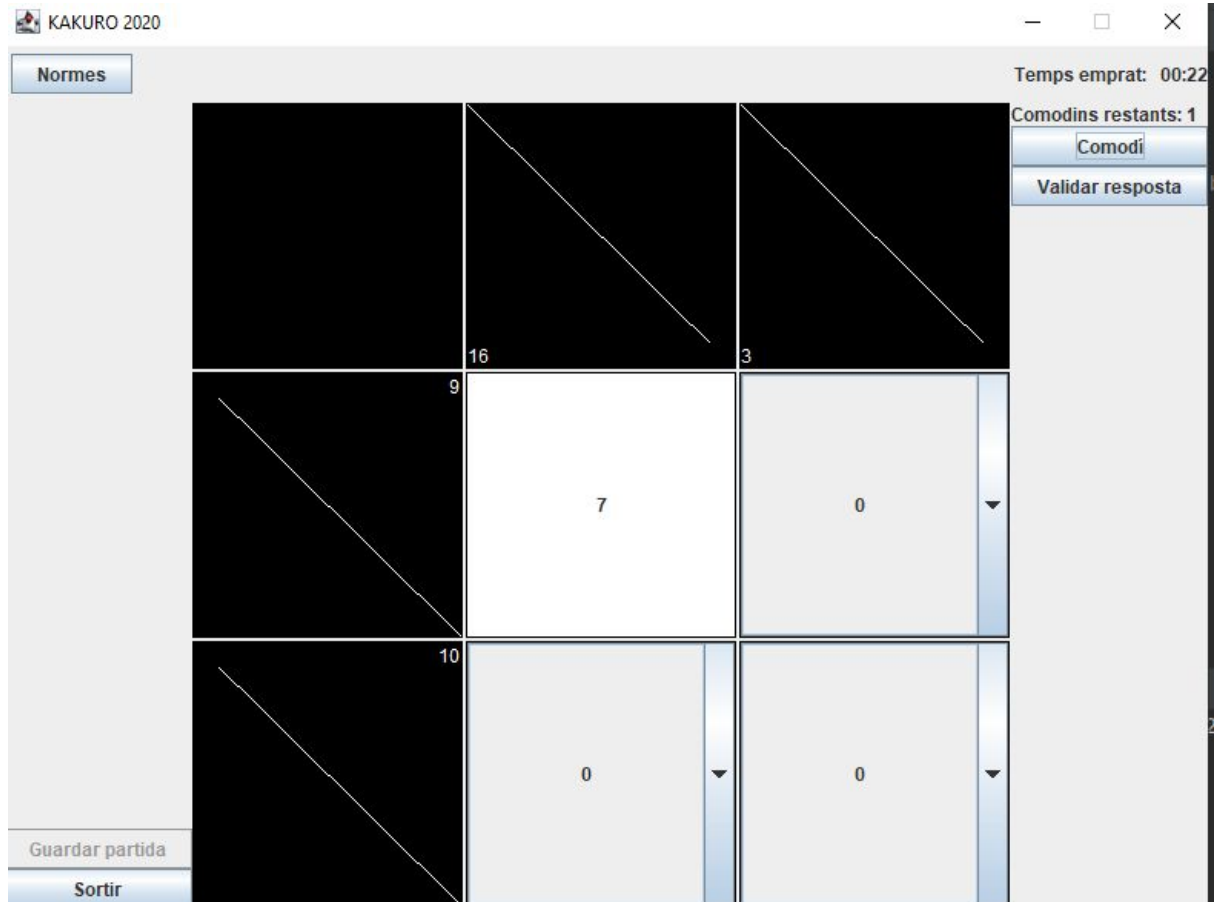 KAKURO 2020
Normes
Temps emprat: 00:22
Comodins restants: 1
Comodí
Validar resposta
16
3
9
7
0
10
0
0
Guardar partida
Sortir